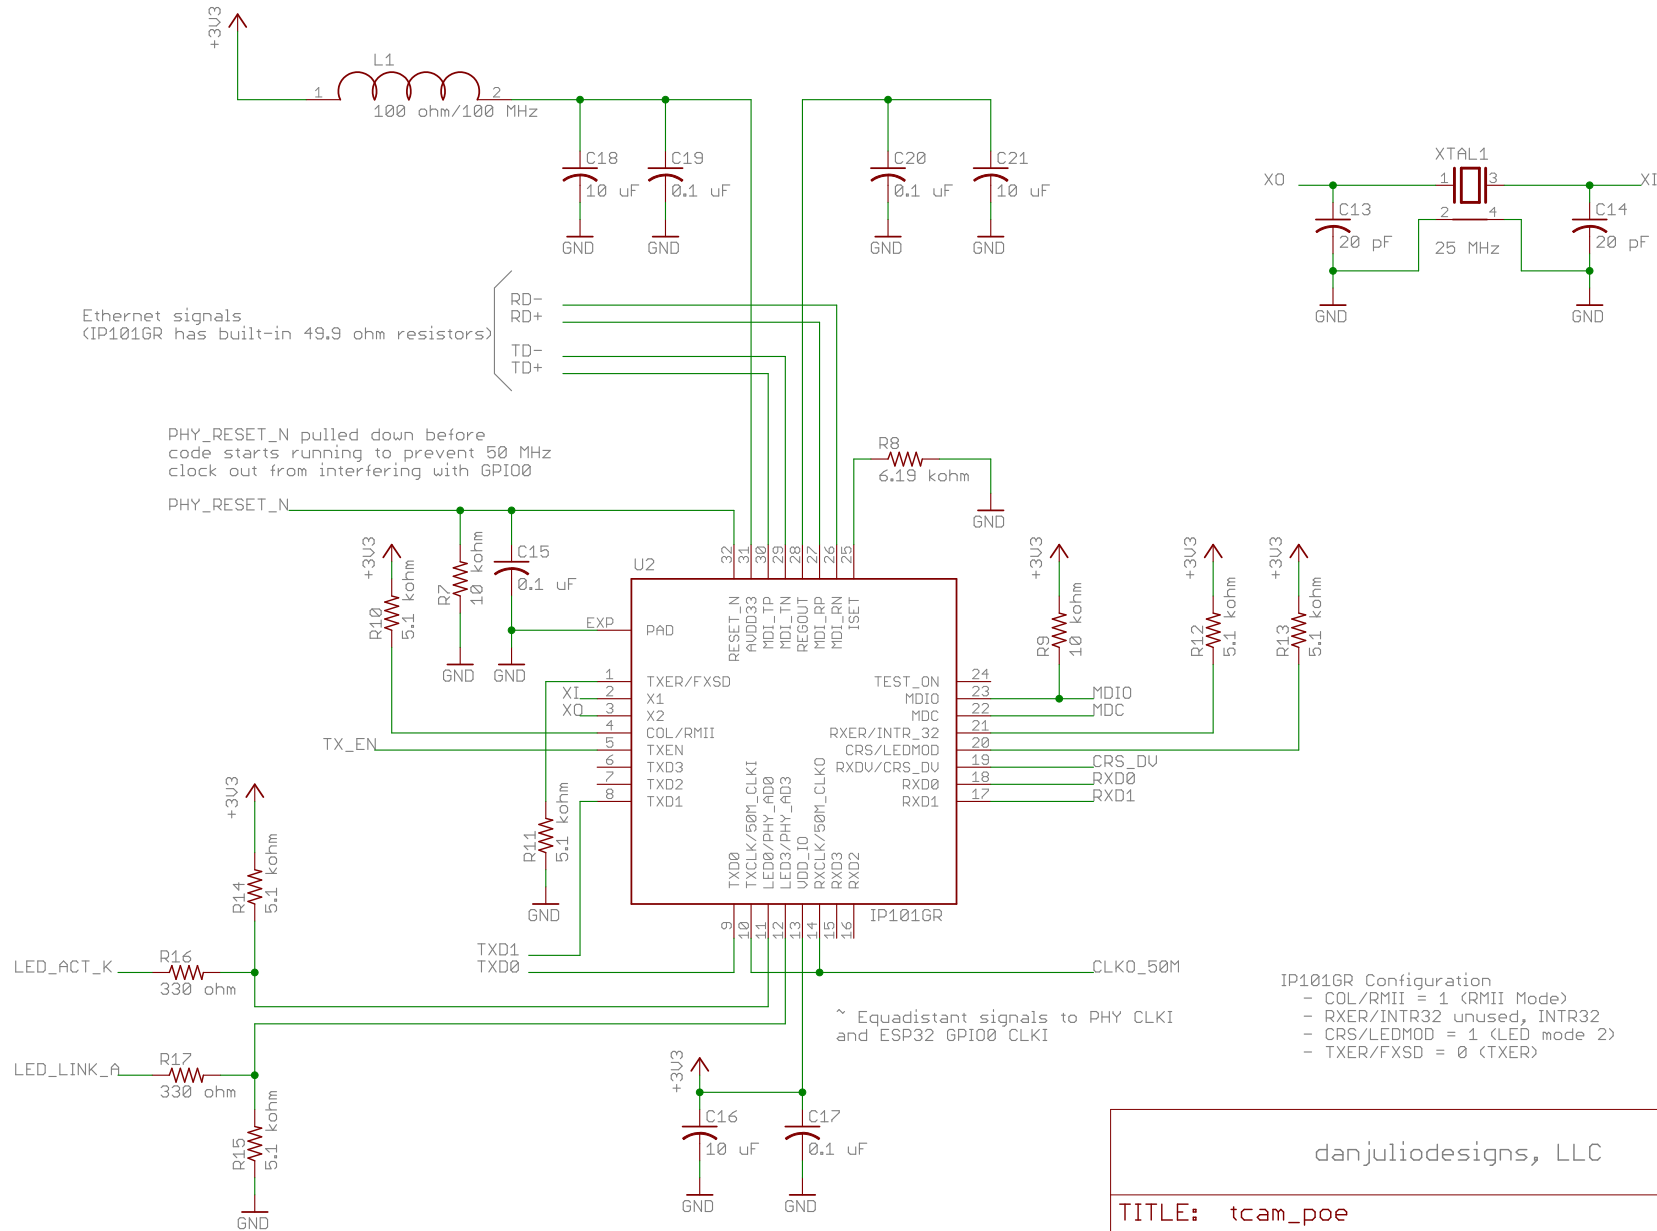 +3V3
L1
1
2
100 ohm/100 MHz
C18
10 uF
GND
C19
0.1 uF
GND
C20
0.1 uF
GND
C21
10 uF
GND
XTAL1
XO
1
3
XI
2
4
25 MHz
C13
20 pF
GND
C14
20 pF
GND
Ethernet signals
(IP101GR has built-in 49.9 ohm resistors)
RD-
RD+
TD-
TD+
PHY_RESET_N pulled down before
code starts running to prevent 50 MHz
clock out from interfering with GPIO0
PHY_RESET_N
R8
6.19 kohm
GND
+3V3
R10
5.1 kohm
R7
10 kohm
GND
C15
0.1 uF
GND
U2
32
31
30
29
28
27
26
25
RESET_N
AVDD33
MDI_TP
MDI_TN
REGOUT
MDI_RP
MDI_RN
ISET
EXP
PAD
1
TXER/FXSD
XI
2
X1
XO
3
X2
4
COL/RMII
TX_EN
5
TXEN
6
TXD3
7
TXD2
8
TXD1
TEST_ON
24
MDIO
23
MDIO
MDC
22
MDC
RXER/INTR_32
21
CRS/LEDMOD
20
RXDV/CRS_DV
19
CRS_DV
RXD0
18
RXD0
RXD1
17
RXD1
+3V3
R9
10 kohm
+3V3
R12
5.1 kohm
+3V3
R13
5.1 kohm
TXD0
TXCLK/50M_CLKI
LED0/PHY_AD0
LED3/PHY_AD3
VDD_IO
RXCLK/50M_CLKO
RXD3
RXD2
9
10
11
12
13
14
15
16
IP101GR
R11
5.1 kohm
GND
+3V3
R14
5.1 kohm
TXD1
TXD0
CLKO_50M
LED_ACT_K
R16
330 ohm
LED_LINK_A
R17
330 ohm
R15
5.1 kohm
GND
~ Equadistant signals to PHY CLKI
and ESP32 GPIO0 CLKI
+3V3
C16
10 uF
GND
C17
0.1 uF
GND
IP101GR Configuration
- COL/RMII = 1 (RMII Mode)
- RXER/INTR32 unused, INTR32
- CRS/LEDMOD = 1 (LED mode 2)
- TXER/FXSD = 0 (TXER)
danjuliodesigns, LLC
TITLE: tcam_poe